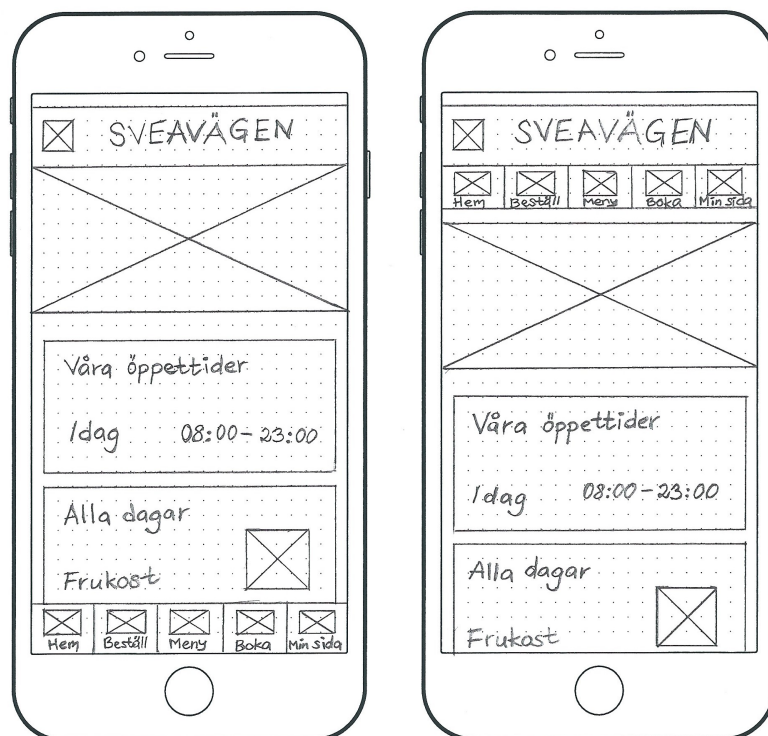 SVEAVÄGEN
Våra öppettider
Idag 08:00-23:00
Alla dagar
Frukost
Hem Beställ Meny Boka Min sida
SVEAVÄGEN
Hem Beställ Meny Boka Min sida
Våra öppettider
Idag 08:00-23:00
Alla dagar
Frukost